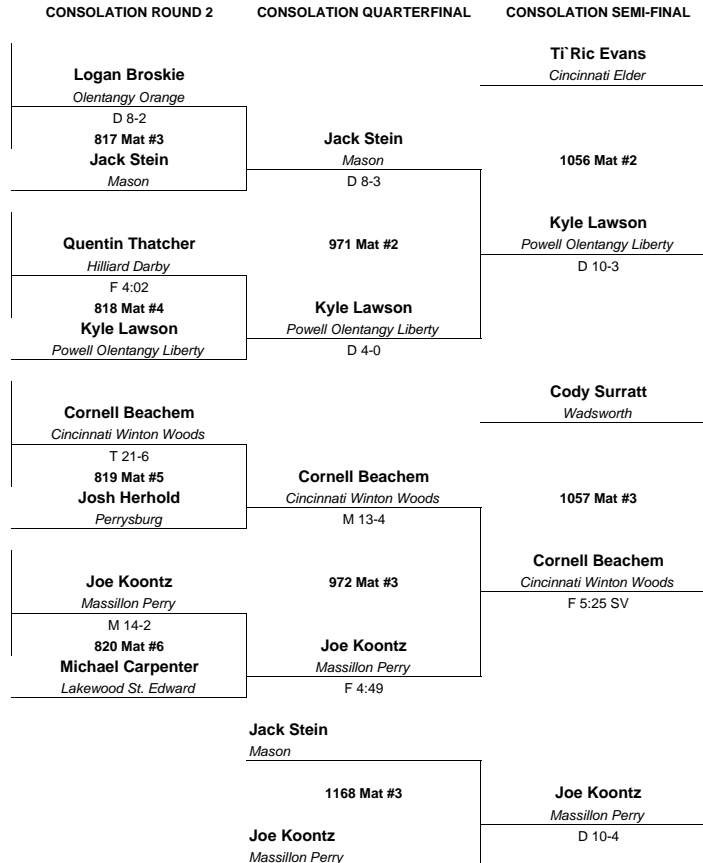 CONSOLATION ROUND 2
CONSOLATION QUARTERFINAL
CONSOLATION SEMI-FINAL
Ti`Ric Evans
Cincinnati Elder
Logan Broskie
Olentangy Orange
D 8-2
817 Mat #3
Jack Stein
Mason
Jack Stein
Mason
D 8-3
1056 Mat #2
Kyle Lawson
Powell Olentangy Liberty
D 10-3
Quentin Thatcher
Hilliard Darby
F 4:02
818 Mat #4
Kyle Lawson
Powell Olentangy Liberty
971 Mat #2
Kyle Lawson
Powell Olentangy Liberty
D 4-0
Cody Surratt
Wadsworth
Cornell Beachem
Cincinnati Winton Woods
T 21-6
819 Mat #5
Josh Herhold
Perrysburg
Cornell Beachem
Cincinnati Winton Woods
M 13-4
1057 Mat #3
Cornell Beachem
Cincinnati Winton Woods
F 5:25 SV
Joe Koontz
Massillon Perry
M 14-2
820 Mat #6
Michael Carpenter
Lakewood St. Edward
972 Mat #3
Joe Koontz
Massillon Perry
F 4:49
Jack Stein
Mason
1168 Mat #3
Joe Koontz
Massillon Perry
Joe Koontz
Massillon Perry
D 10-4